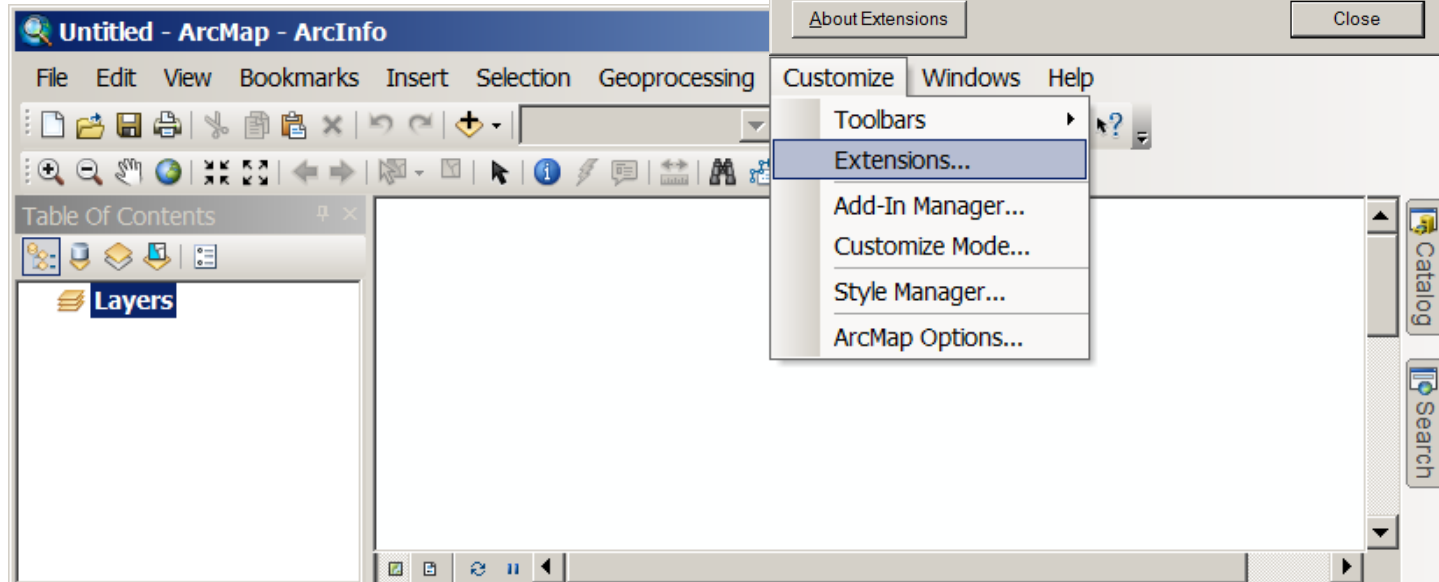 About Extensions Close
Untitled - ArcMap - ArcInfo
File Edit View Bookmarks Insert Selection Geoprocessing Customize Windows Help
Toolbars
Extensions...
Add-In Manager...
Customize Mode...
Style Manager...
ArcMap Options...
Table Of Contents
Layers
Catalog
Search